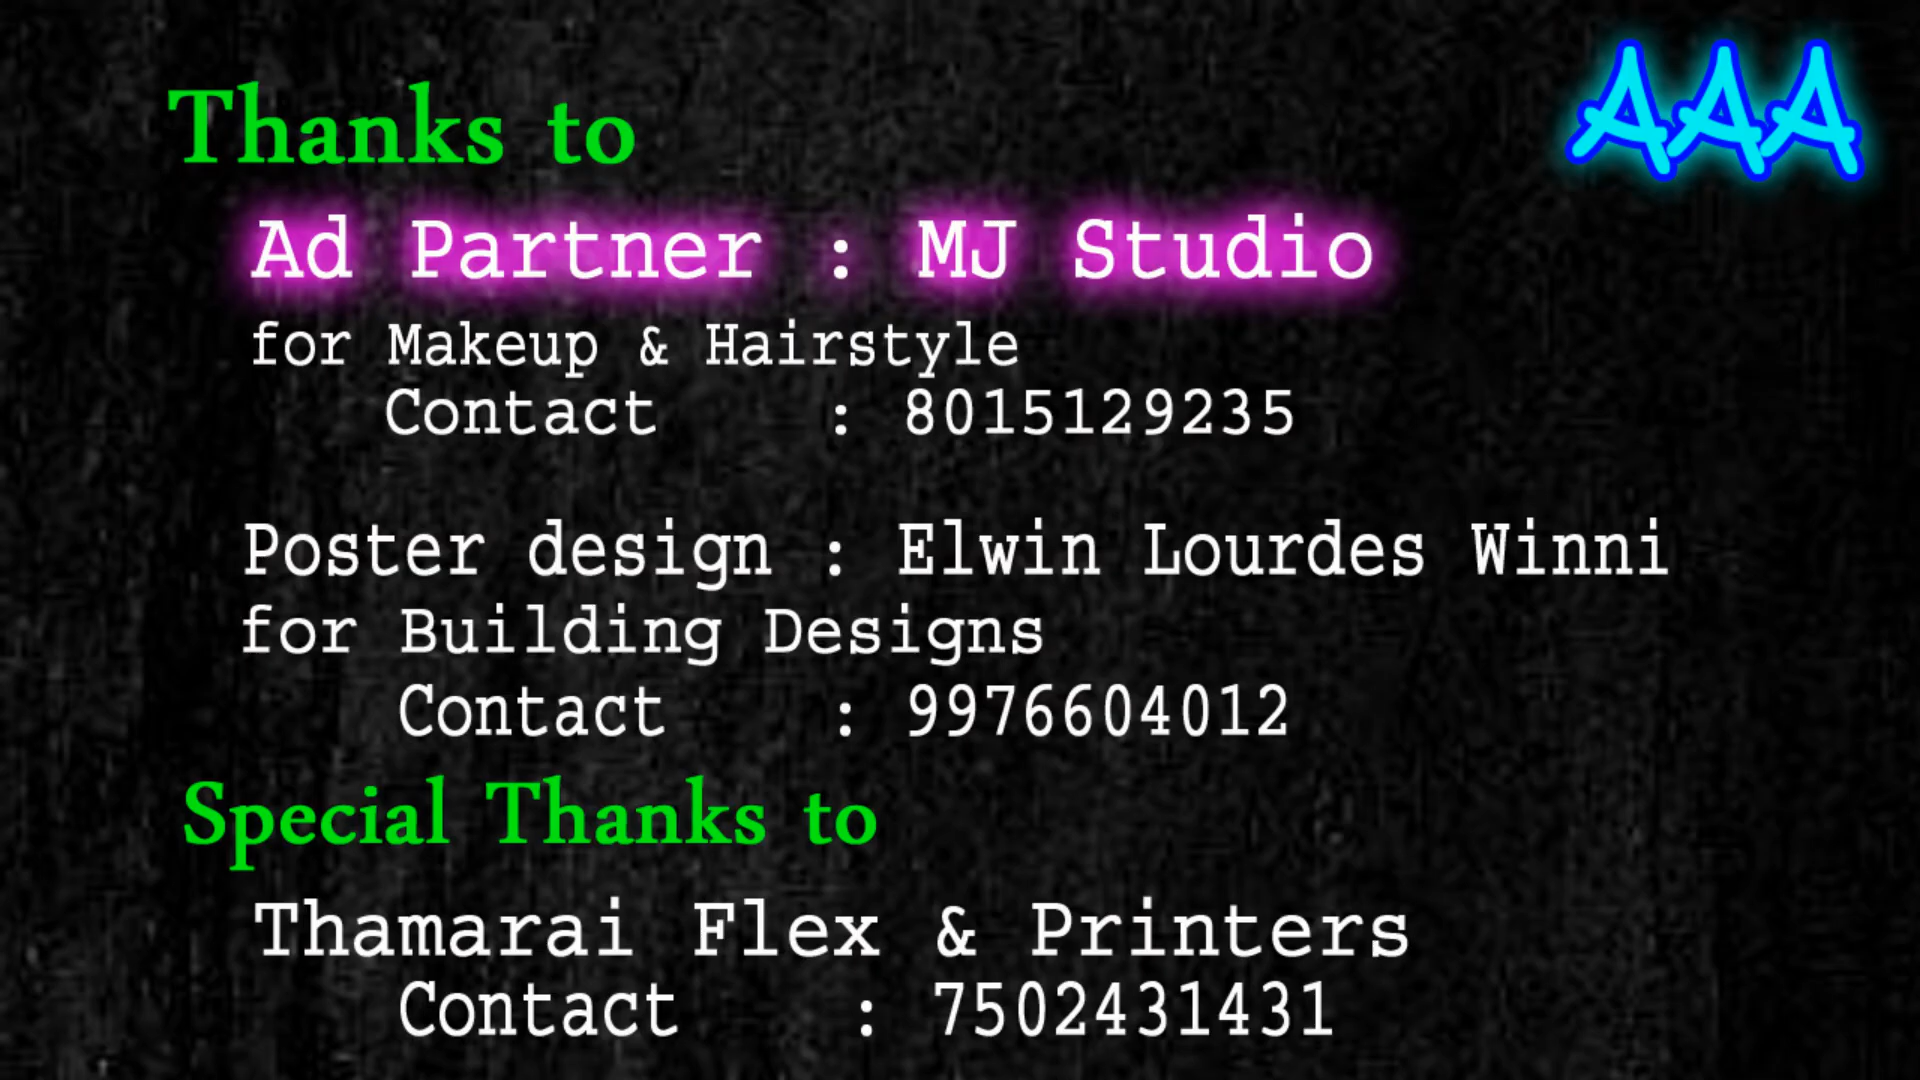 AAA
Thanks to
Ad Partner : MJ Studio
for Makeup & Hairstyle
Contact : 8015129235
Poster design : Elwin Lourdes Winni
for Building Designs
Contact : 9976604012
Special Thanks to
Thamarai Flex & Printers
Contact : 7502431431